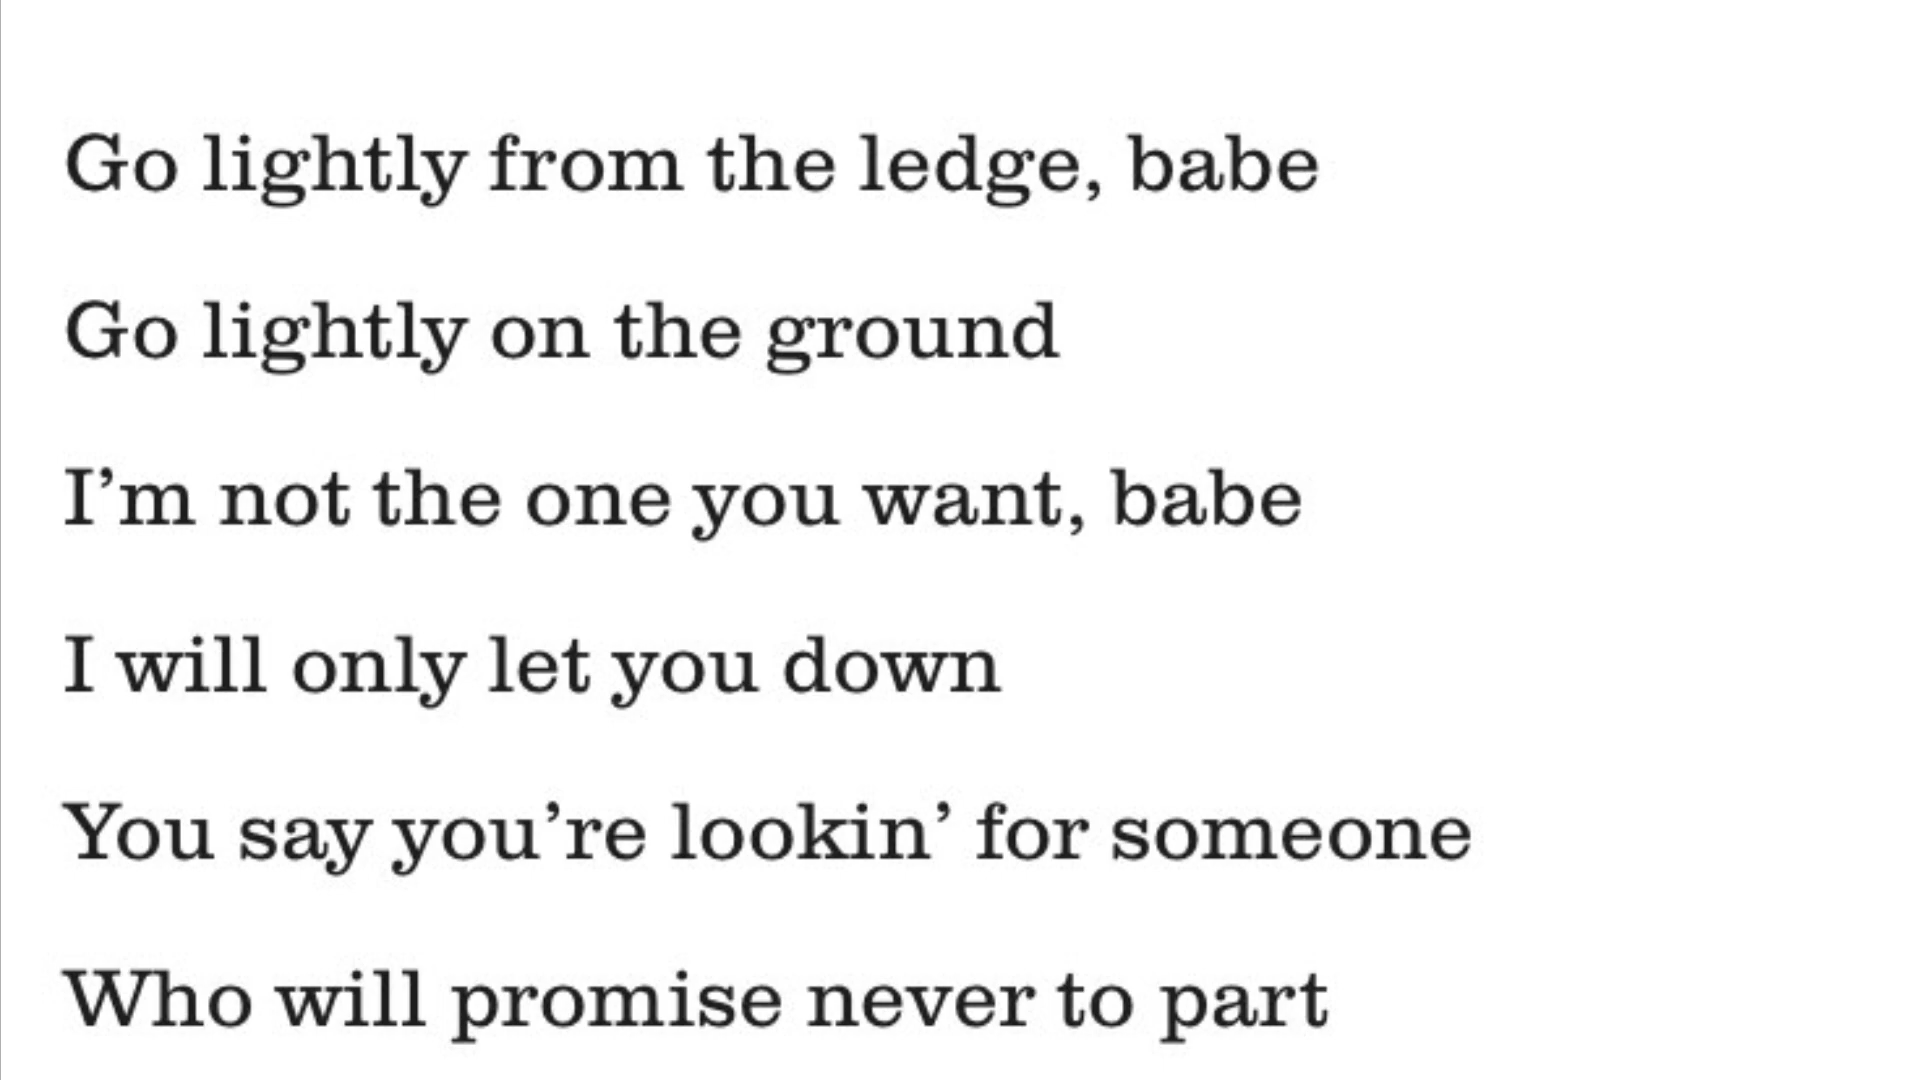 Go lightly from the ledge, babe
Go lightly on the ground
I’m not the one you want, babe
I will only let you down
You say you’re lookin’ for someone
Who will promise never to part